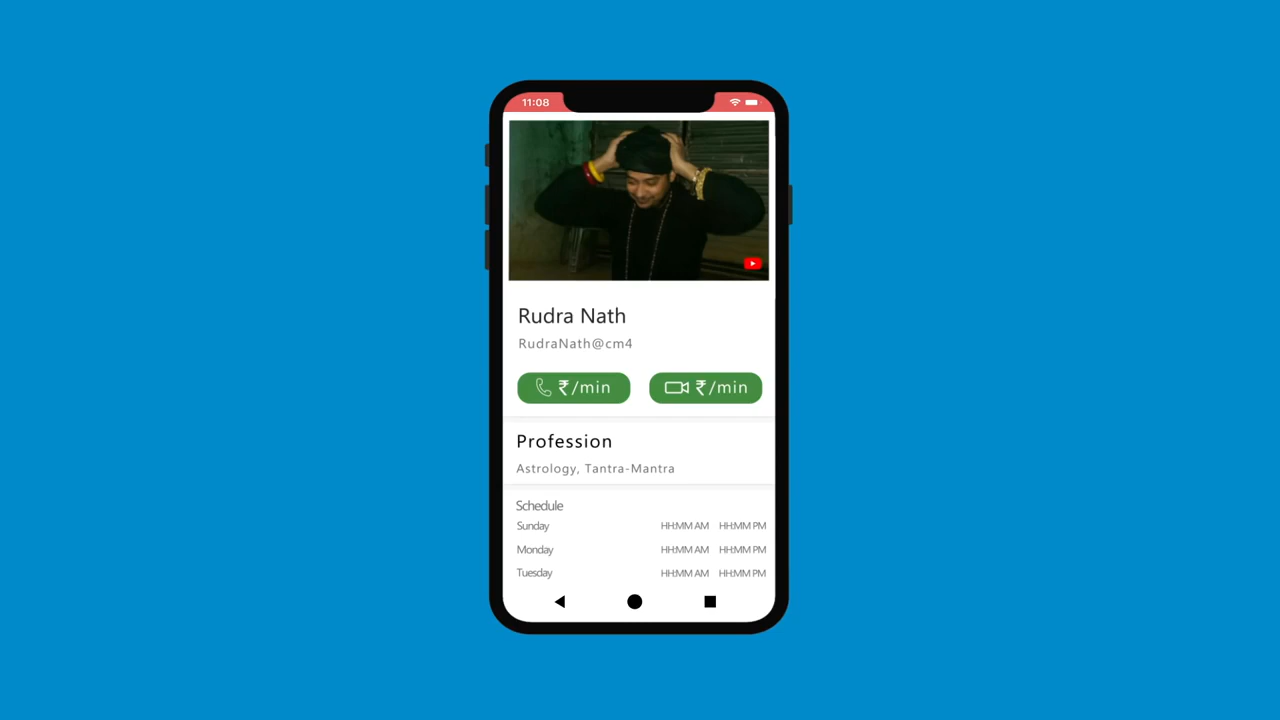 11:08
Rudra Nath
RudraNath@cm4
₹/min ₹/min
Profession
Astrology, Tantra-Mantra
Schedule
Sunday HH:MM AM HH:MM PM
Monday HH:MM AM HH:MM PM
Tuesday HH:MM AM HH:MM PM